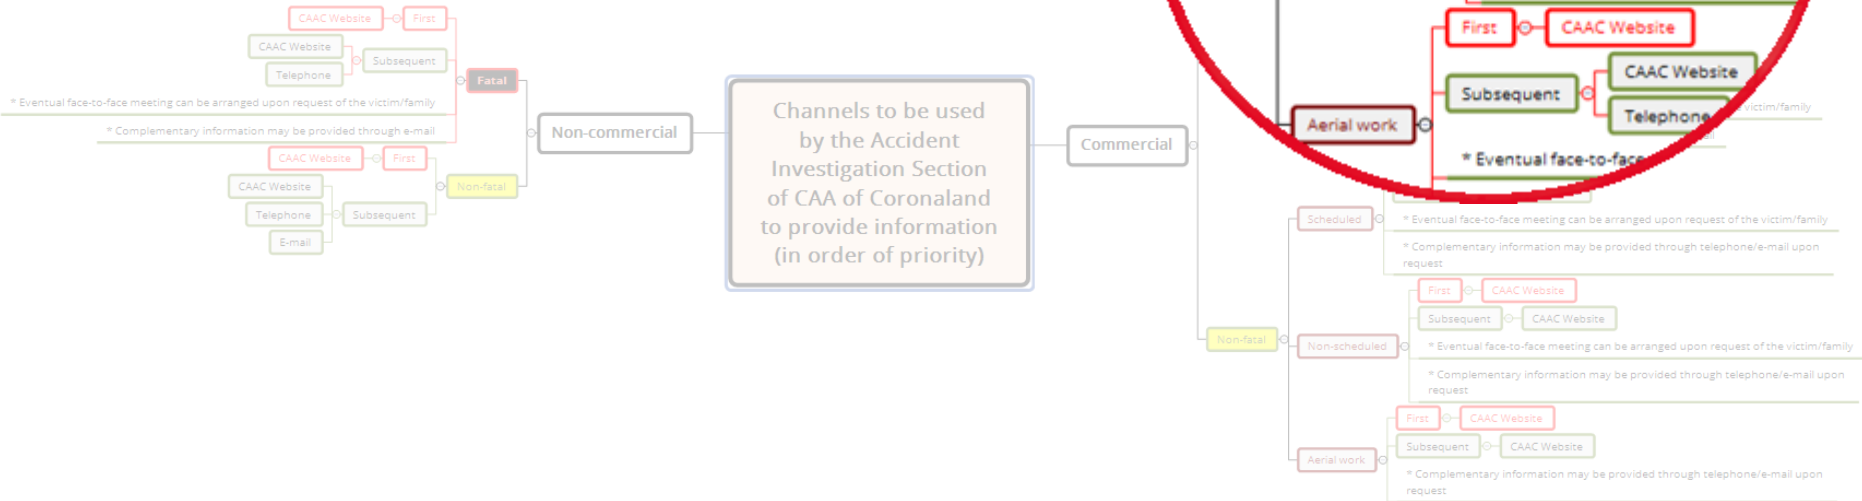 CAAC Website
First
CAAC Website
Subsequent
Telephone
Fatal
* Eventual face-to-face meeting can be arranged upon request of the victim/family
* Complementary information may be provided through e-mail
Non-commercial
CAAC Website
First
CAAC Website
Non-fatal
Telephone
Subsequent
E-mail
Channels to be used
by the Accident
Investigation Section
of CAA of Coronaland
to provide information
(in order of priority)
Commercial
First
CAAC Website
Subsequent
CAAC Website
Telephone
victim/family
Aerial work
* Eventual face-to-face
Non-fatal
Scheduled
* Eventual face-to-face meeting can be arranged upon request of the victim/family
* Complementary information may be provided through telephone/e-mail upon
request
Non-scheduled
First
CAAC Website
Subsequent
CAAC Website
* Eventual face-to-face meeting can be arranged upon request of the victim/family
* Complementary information may be provided through telephone/e-mail upon
request
Aerial work
First
CAAC Website
Subsequent
CAAC Website
* Complementary information may be provided through telephone/e-mail upon
request